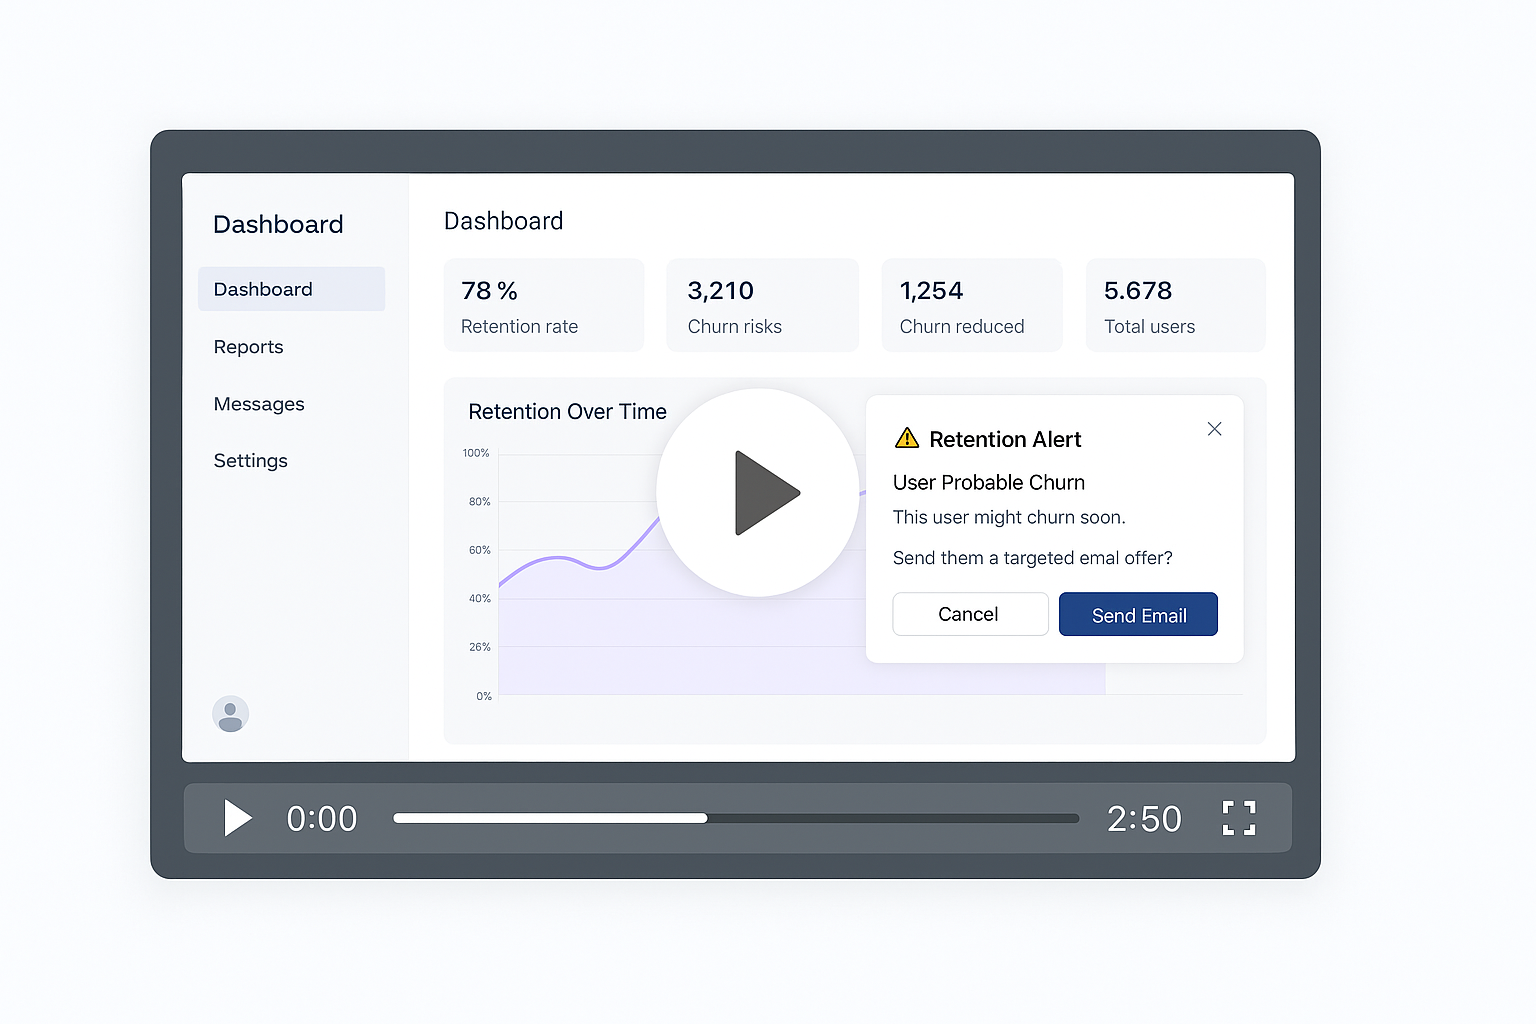 Dashboard
Dashboard
Reports
Messages
Settings
Dashboard
78 %
Retention rate
3,210
Churn risks
1,254
Churn reduced
5.678
Total users
Retention Over Time
100%
80%
60%
40%
26%
0%
⚠ Retention Alert
User Probable Churn
This user might churn soon.
Send them a targeted emal offer?
Cancel
Send Email
0:00
2:50